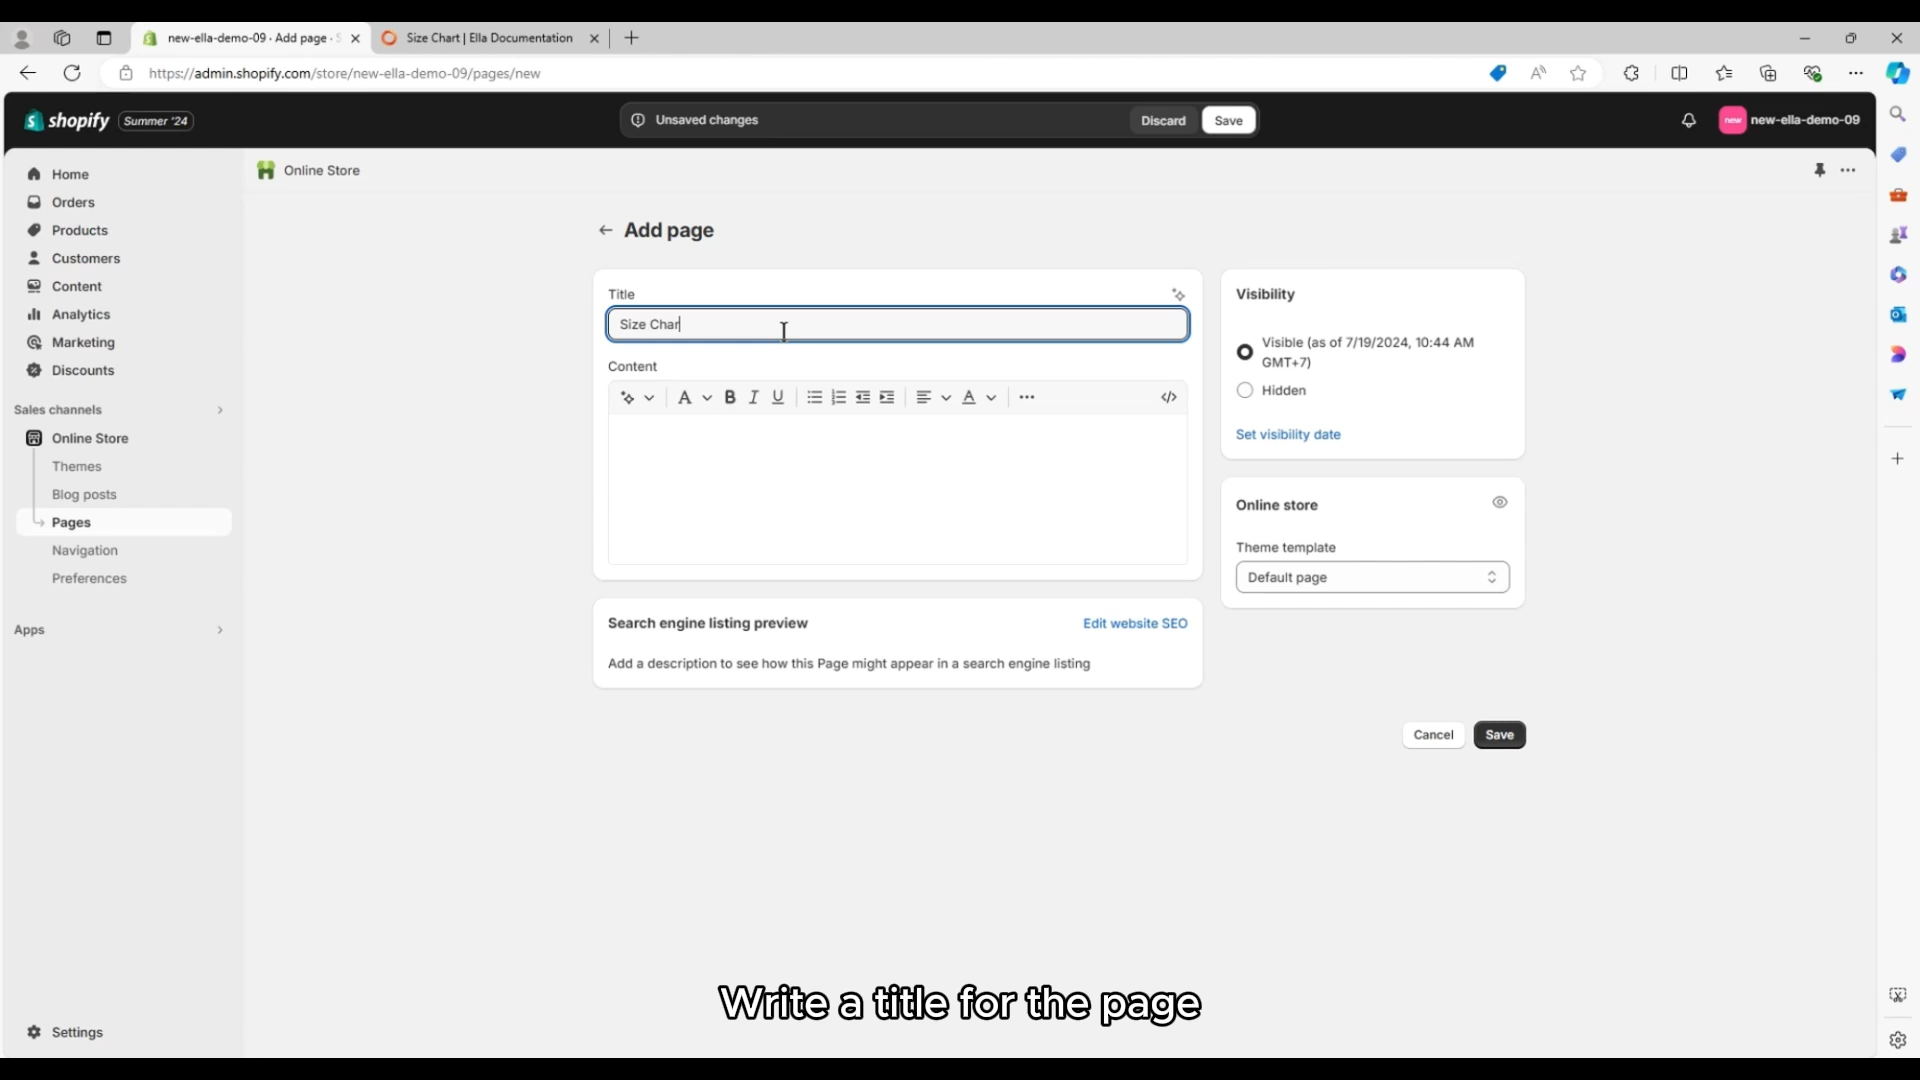 new-ella-demo-09 · Add page · S
Size Chart | Ella Documentation
https://admin.shopify.com/store/new-ella-demo-09/pages/new
shopify
Summer '24
Unsaved changes
Discard
Save
new
new-ella-demo-09
Home
Orders
Products
Customers
Content
Analytics
Marketing
Discounts
Sales channels
Online Store
Themes
Blog posts
Pages
Navigation
Preferences
Apps
Settings
Online Store
Add page
Title
Size Char
Content
Search engine listing preview
Edit website SEO
Add a description to see how this Page might appear in a search engine listing
Visibility
Visible (as of 7/19/2024, 10:44 AM
GMT+7)
Hidden
Set visibility date
Online store
Theme template
Default page
Cancel
Save
Write a title for the page